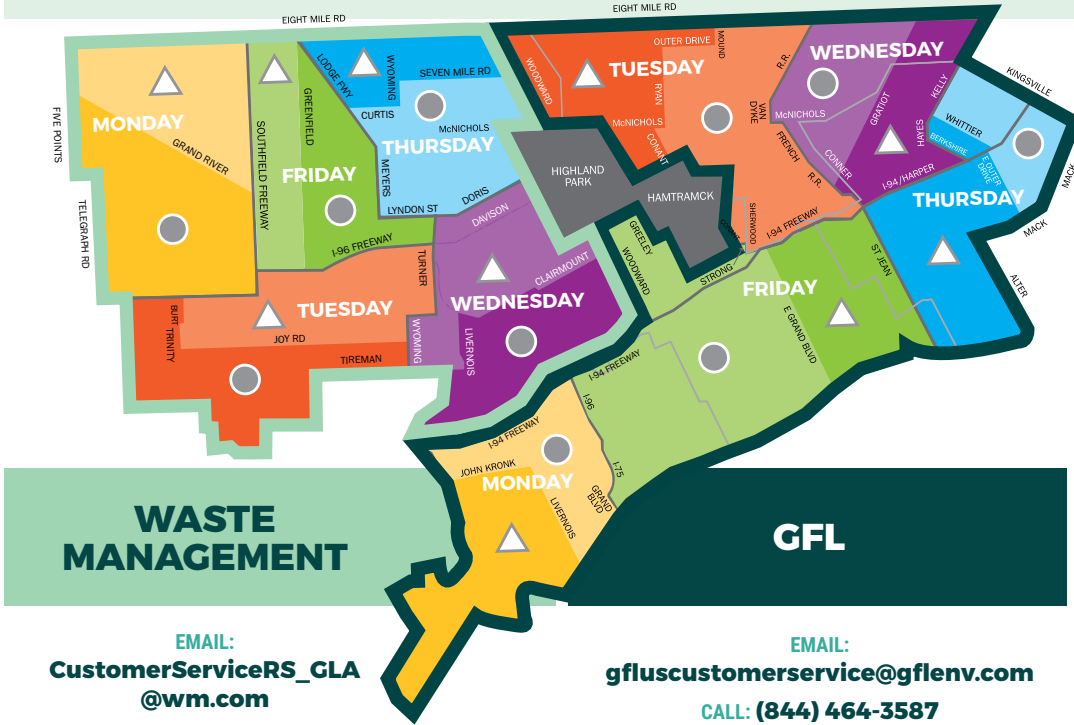 EIGHT MILE RD
EIGHT MILE RD
FIVE POINTS
TELEGRAPH RD
MONDAY
GRAND RIVER
SOUTHFIELD FREEWAY
GREENFIELD
FRIDAY
LODGE FWY
WYOMING
SEVEN MILE RD
CURTIS
McNICHOLS
THURSDAY
MEYERS
LYNDON ST
DORIS
I-96 FREEWAY
DAVISON
TURNER
TUESDAY
BURT
TRINITY
JOY RD
TIREMAN
WYOMING
WEDNESDAY
CLAIRMOUNT
LIVERNOIS
HIGHLAND
PARK
HAMTRAMCK
WOODWARD
OUTER DRIVE
MOUND
TUESDAY
RYAN
McNICHOLS
CONANT
VAN
DYKE
R.R.
WEDNESDAY
McNICHOLS
FRENCH
R.R.
CONNER
GRATIOT
HAYES
KELLY
KINGSVILLE
WHITTIER
BERKSHIRE
E OUTER
DRIVE
I-94/HARPER
MACK
THURSDAY
MACK
ST JEAN
ALTER
SHERWOOD
I-94 FREEWAY
GREELEY
WOODWARD
STRONG
FRIDAY
E GRAND BLVD
I-94 FREEWAY
I-96
I-94 FREEWAY
JOHN KRONK
MONDAY
LIVERNOIS
GRAND
BLVD
I-75
WASTE
MANAGEMENT
GFL
EMAIL:
CustomerServiceRS_GLA
@wm.com
EMAIL:
gfluscustomerservice@gflenv.com
CALL: (844) 464-3587